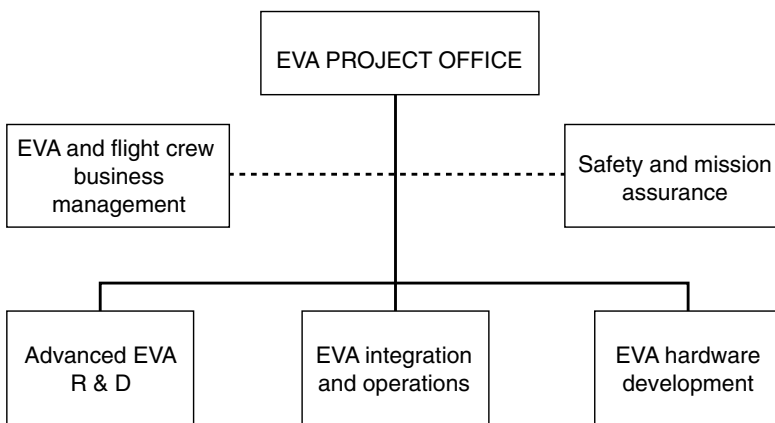 EVA PROJECT OFFICE
EVA and flight crew
business
management
Safety and mission
assurance
Advanced EVA
R & D
EVA integration
and operations
EVA hardware
development